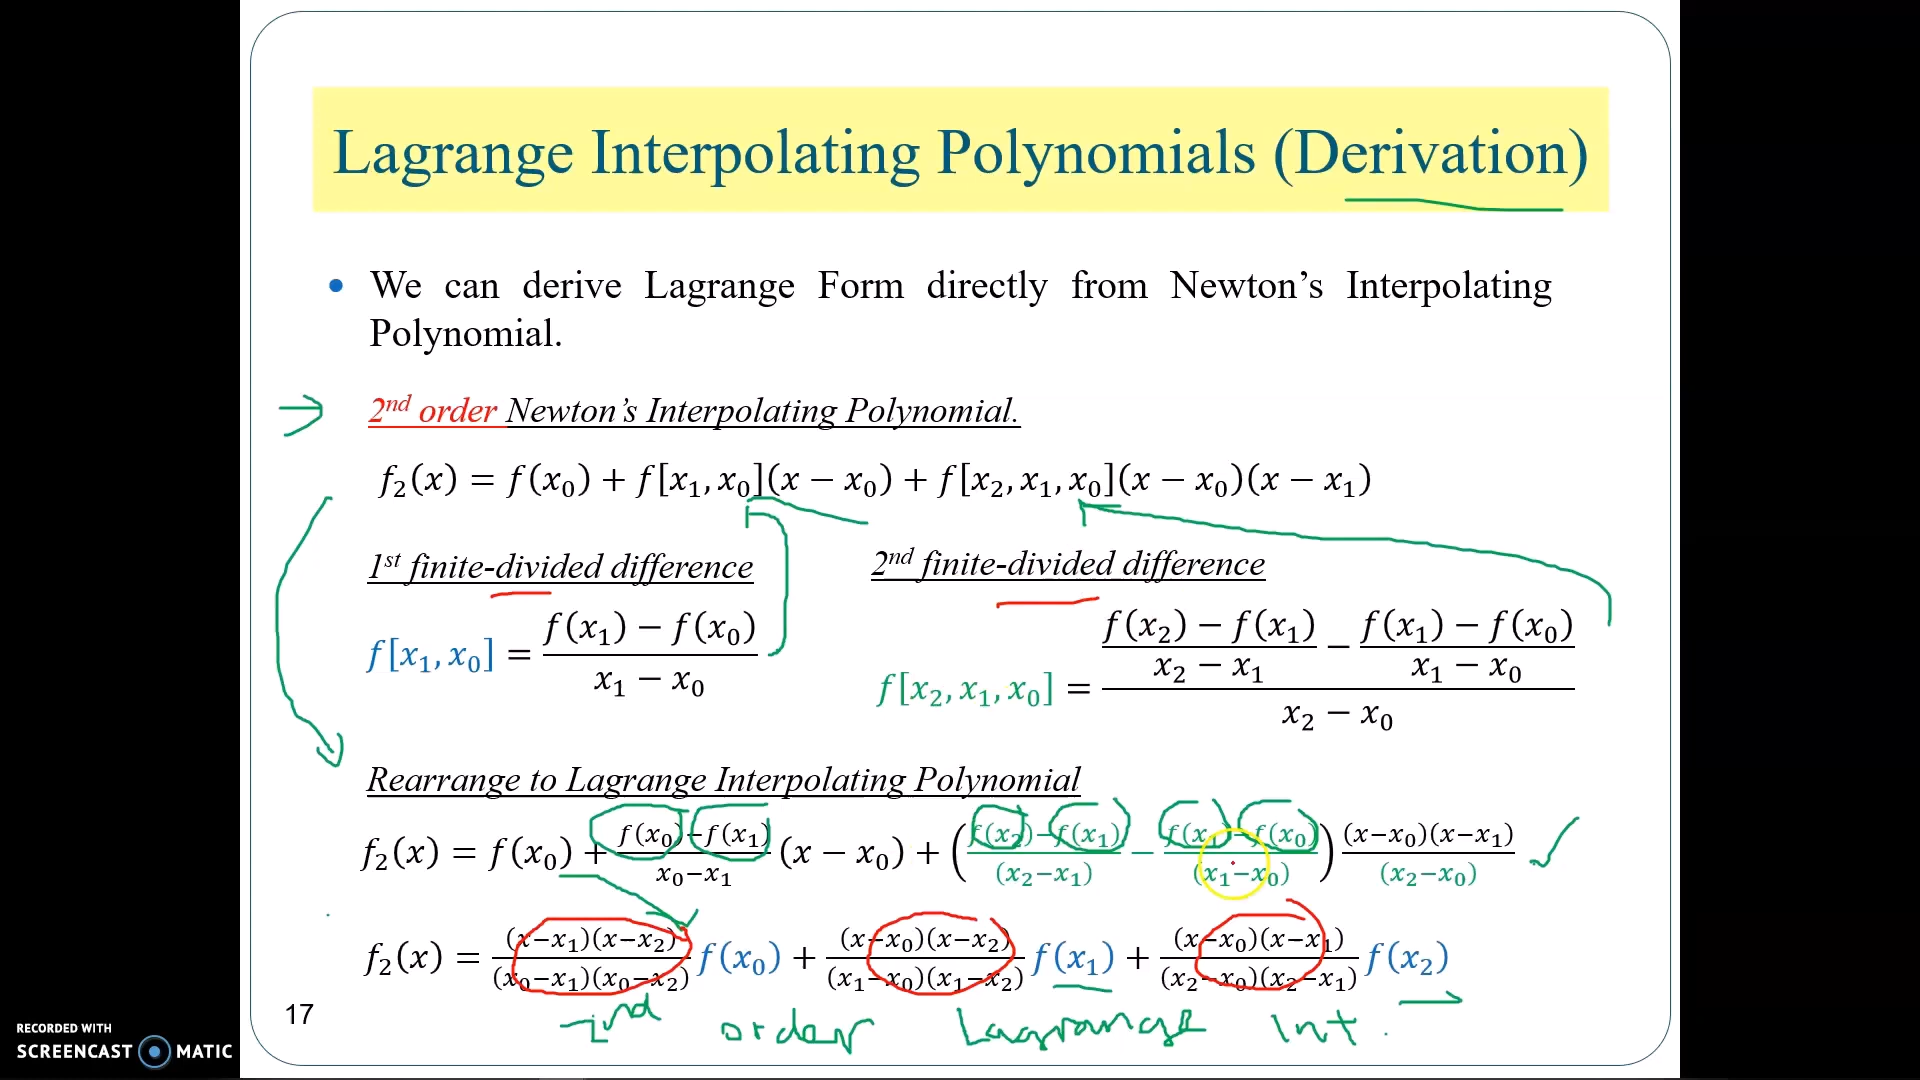 Lagrange Interpolating Polynomials (Derivation)
• We can derive Lagrange Form directly from Newton’s Interpolating
Polynomial.
2nd order Newton’s Interpolating Polynomial.
f₂(x) = f(x₀) + f[x₁, x₀](x − x₀) + f[x₂, x₁, x₀](x − x₀)(x − x₁)
1st finite-divided difference
f[x₁, x₀] = (f(x₁) − f(x₀)) / (x₁ − x₀)
2nd finite-divided difference
f[x₂, x₁, x₀] = ((f(x₂) − f(x₁)) / (x₂ − x₁) − (f(x₁) − f(x₀)) / (x₁ − x₀)) / (x₂ − x₀)
Rearrange to Lagrange Interpolating Polynomial
f₂(x) = f(x₀) + (f(x₀)−f(x₁)) / (x₀−x₁) (x − x₀) + ((f(x₂)−f(x₁)) / (x₂−x₁) − (f(x₁)−f(x₀)) / (x₁−x₀)) (x−x₀)(x−x₁) / (x₂−x₀)
f₂(x) = (x−x₁)(x−x₂) / (x₀−x₁)(x₀−x₂) f(x₀) + (x−x₀)(x−x₂) / (x₁−x₀)(x₁−x₂) f(x₁) + (x−x₀)(x−x₁) / (x₂−x₀)(x₂−x₁) f(x₂)
2nd order Lagrange Int.
17
RECORDED WITH
SCREENCAST MATIC